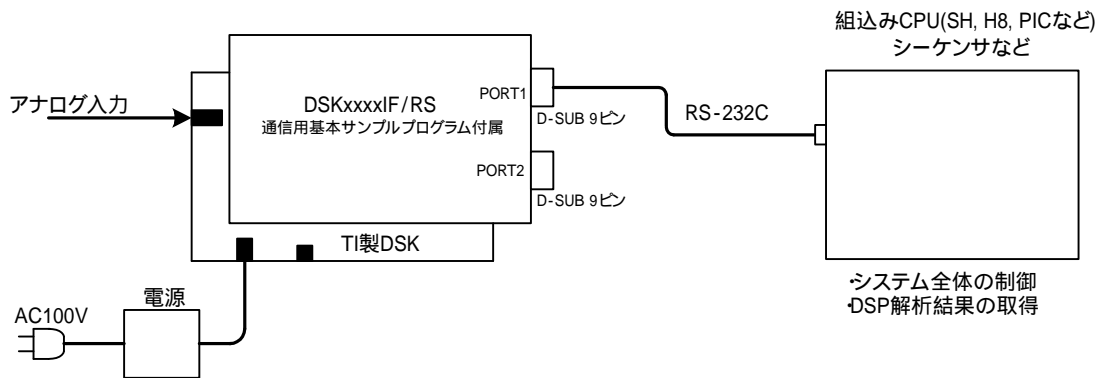 組込みCPU(SH, H8, PICなど)
シーケンサなど
アナログ入力
DSKxxxxIF/RS
通信用基本サンプルプログラム付属
PORT1
D-SUB 9ピン
RS-232C
PORT2
D-SUB 9ピン
TI製DSK
・システム全体の制御
・DSP解析結果の取得
電源
AC100V